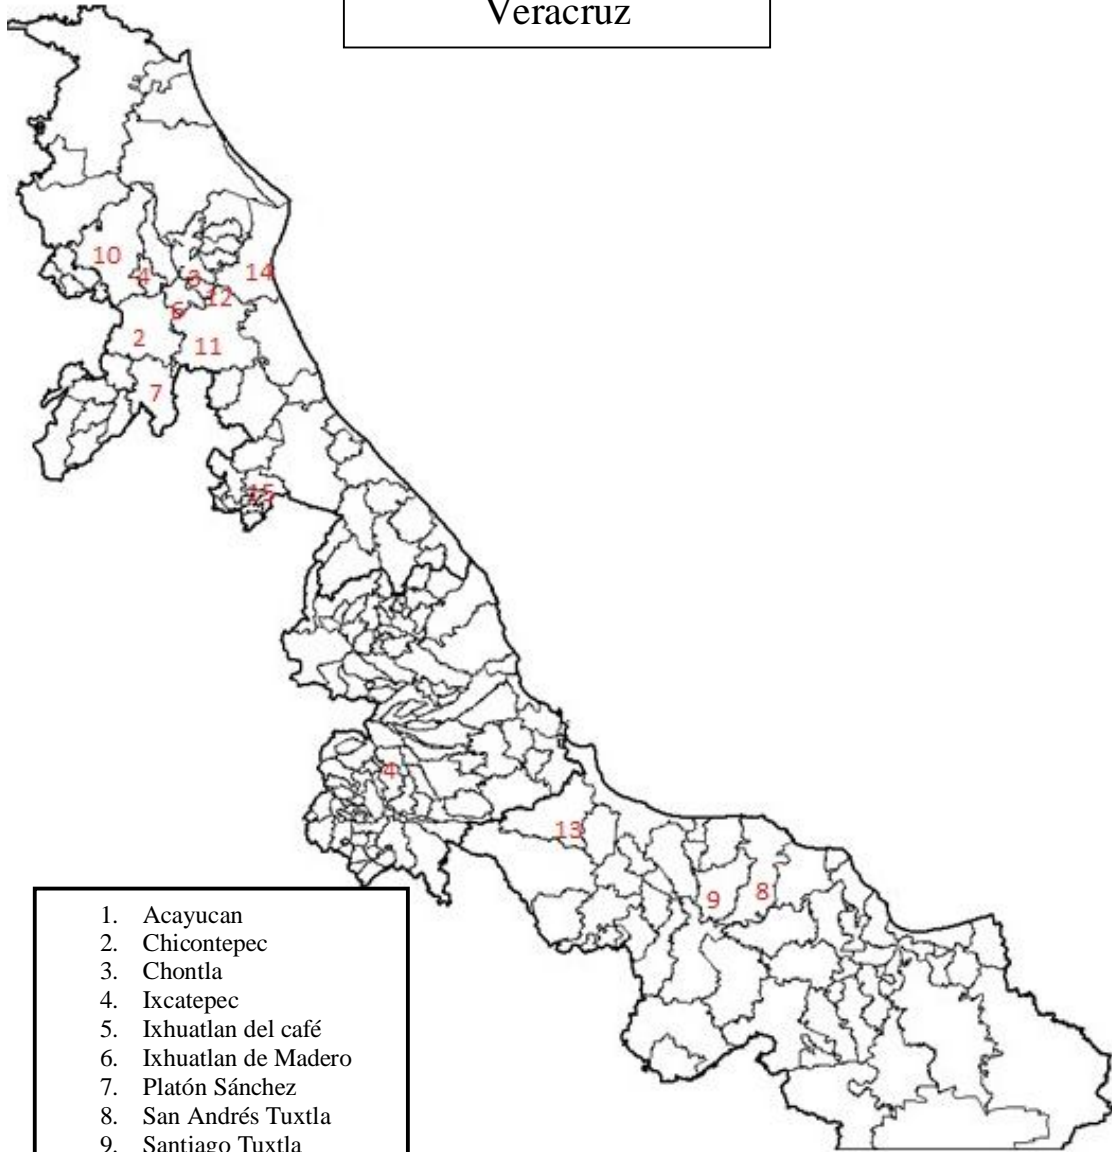 Veracruz
10
4
3
14
12
6
2
11
7
15
4
13
9
8
1. Acayucan
2. Chicontepec
3. Chontla
4. Ixcatepec
5. Ixhuatlan del café
6. Ixhuatlan de Madero
7. Platón Sánchez
8. San Andrés Tuxtla
9. Santiago Tuxtla